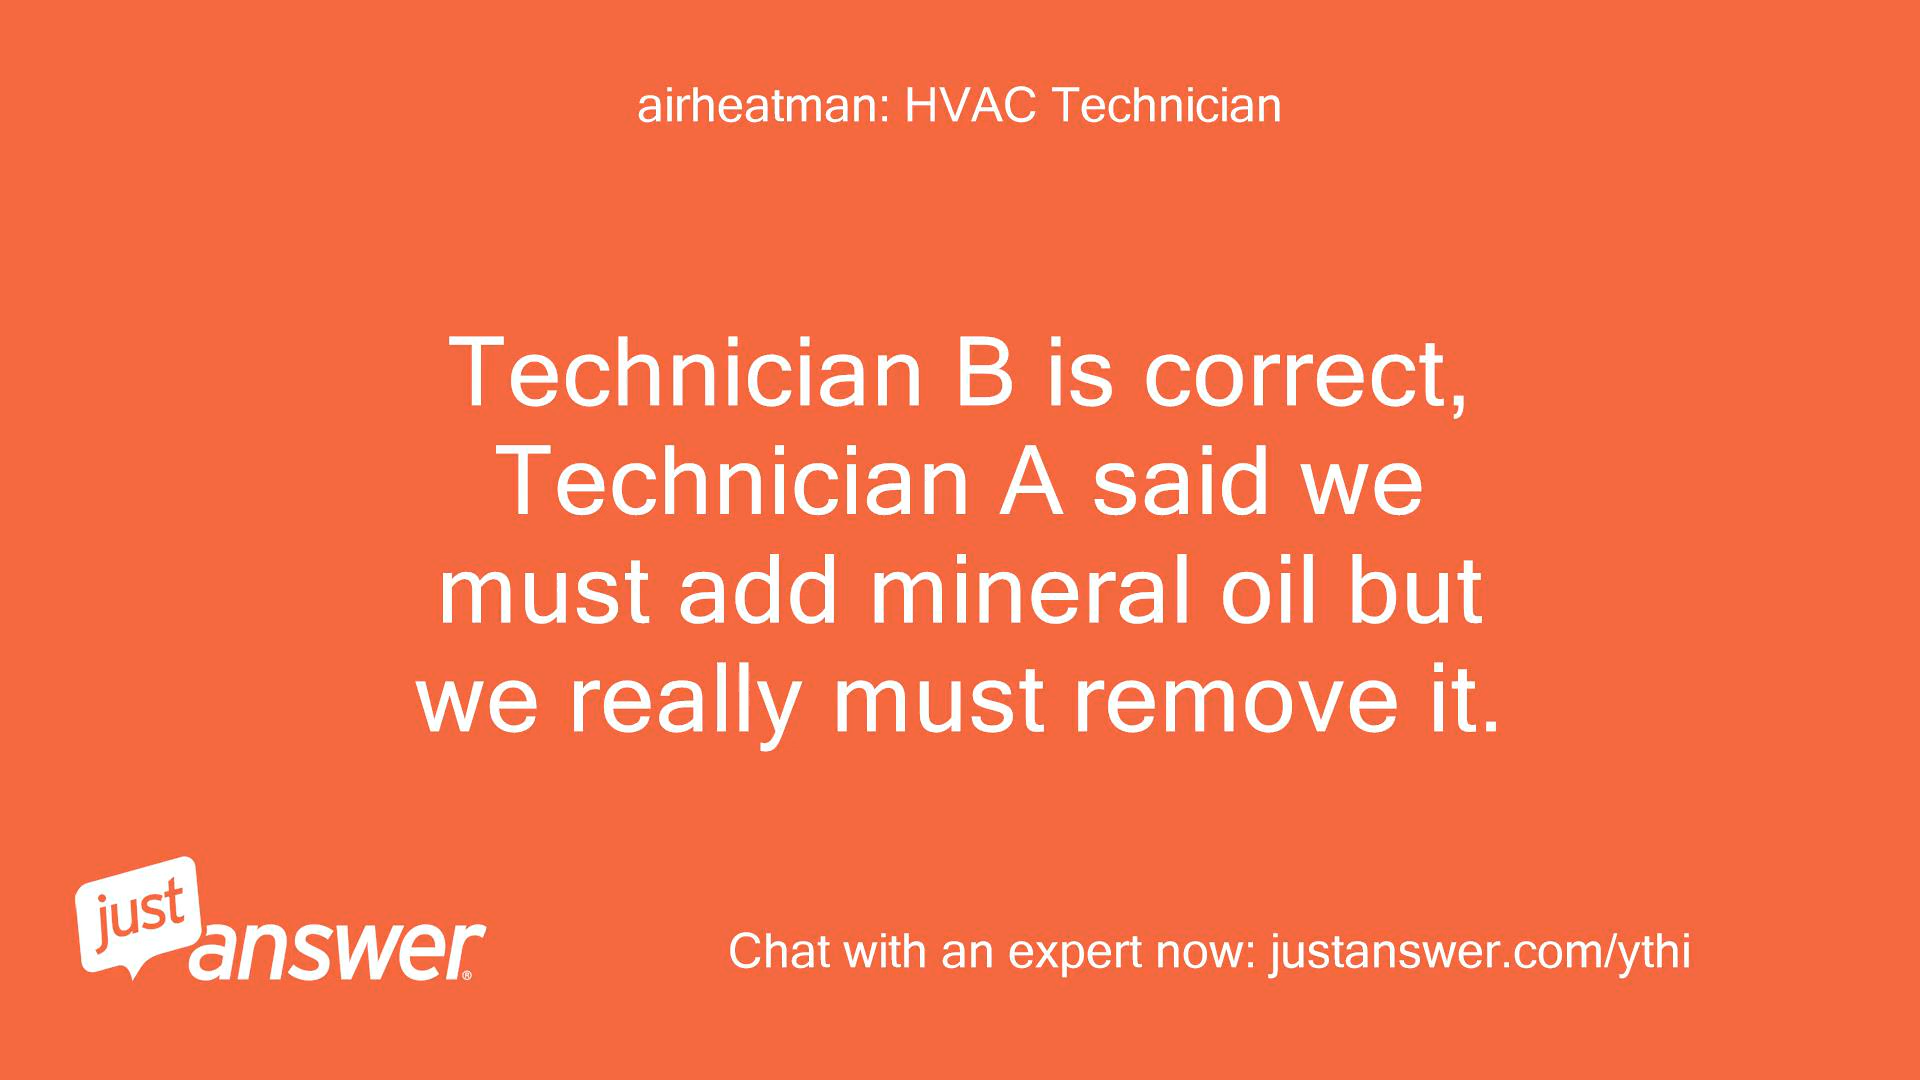 airheatman: HVAC Technician
Technician B is correct,
Technician A said we
must add mineral oil but
we really must remove it.
just
answer®
Chat with an expert now: justanswer.com/ythi